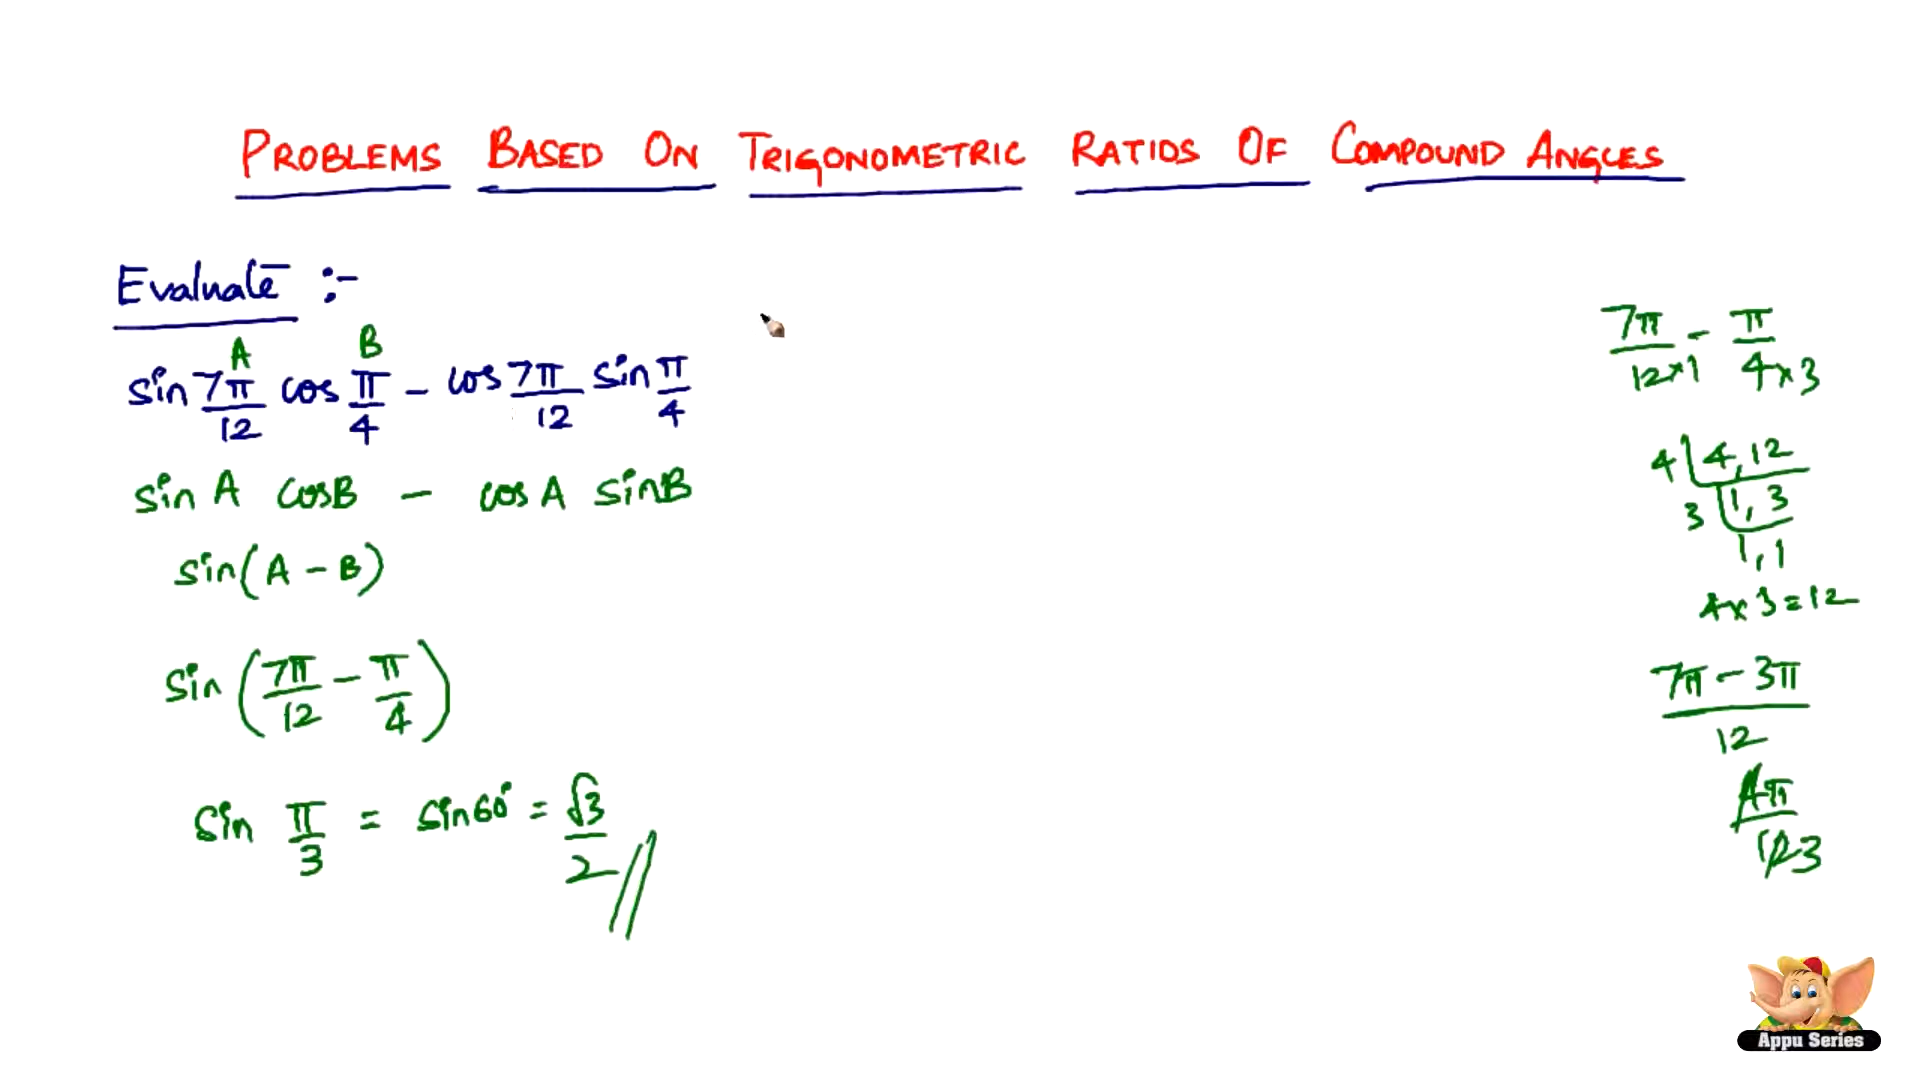 PROBLEMS BASED ON TRIGONOMETRIC RATIOS OF COMPOUND ANGLES
Evaluate :-
A B
sin 7π/12 cos π/4 - cos 7π/12 sin π/4
sin A cosB - cosA sinB
sin(A - B)
sin (7π/12 - π/4)
sin π/3 = sin60° = √3/2 //
7π/12×1 - π/4×3
4 | 4, 12
3 | 1, 3
1, 1
4×3=12
7π - 3π
12
4π
12 3
Appu Series